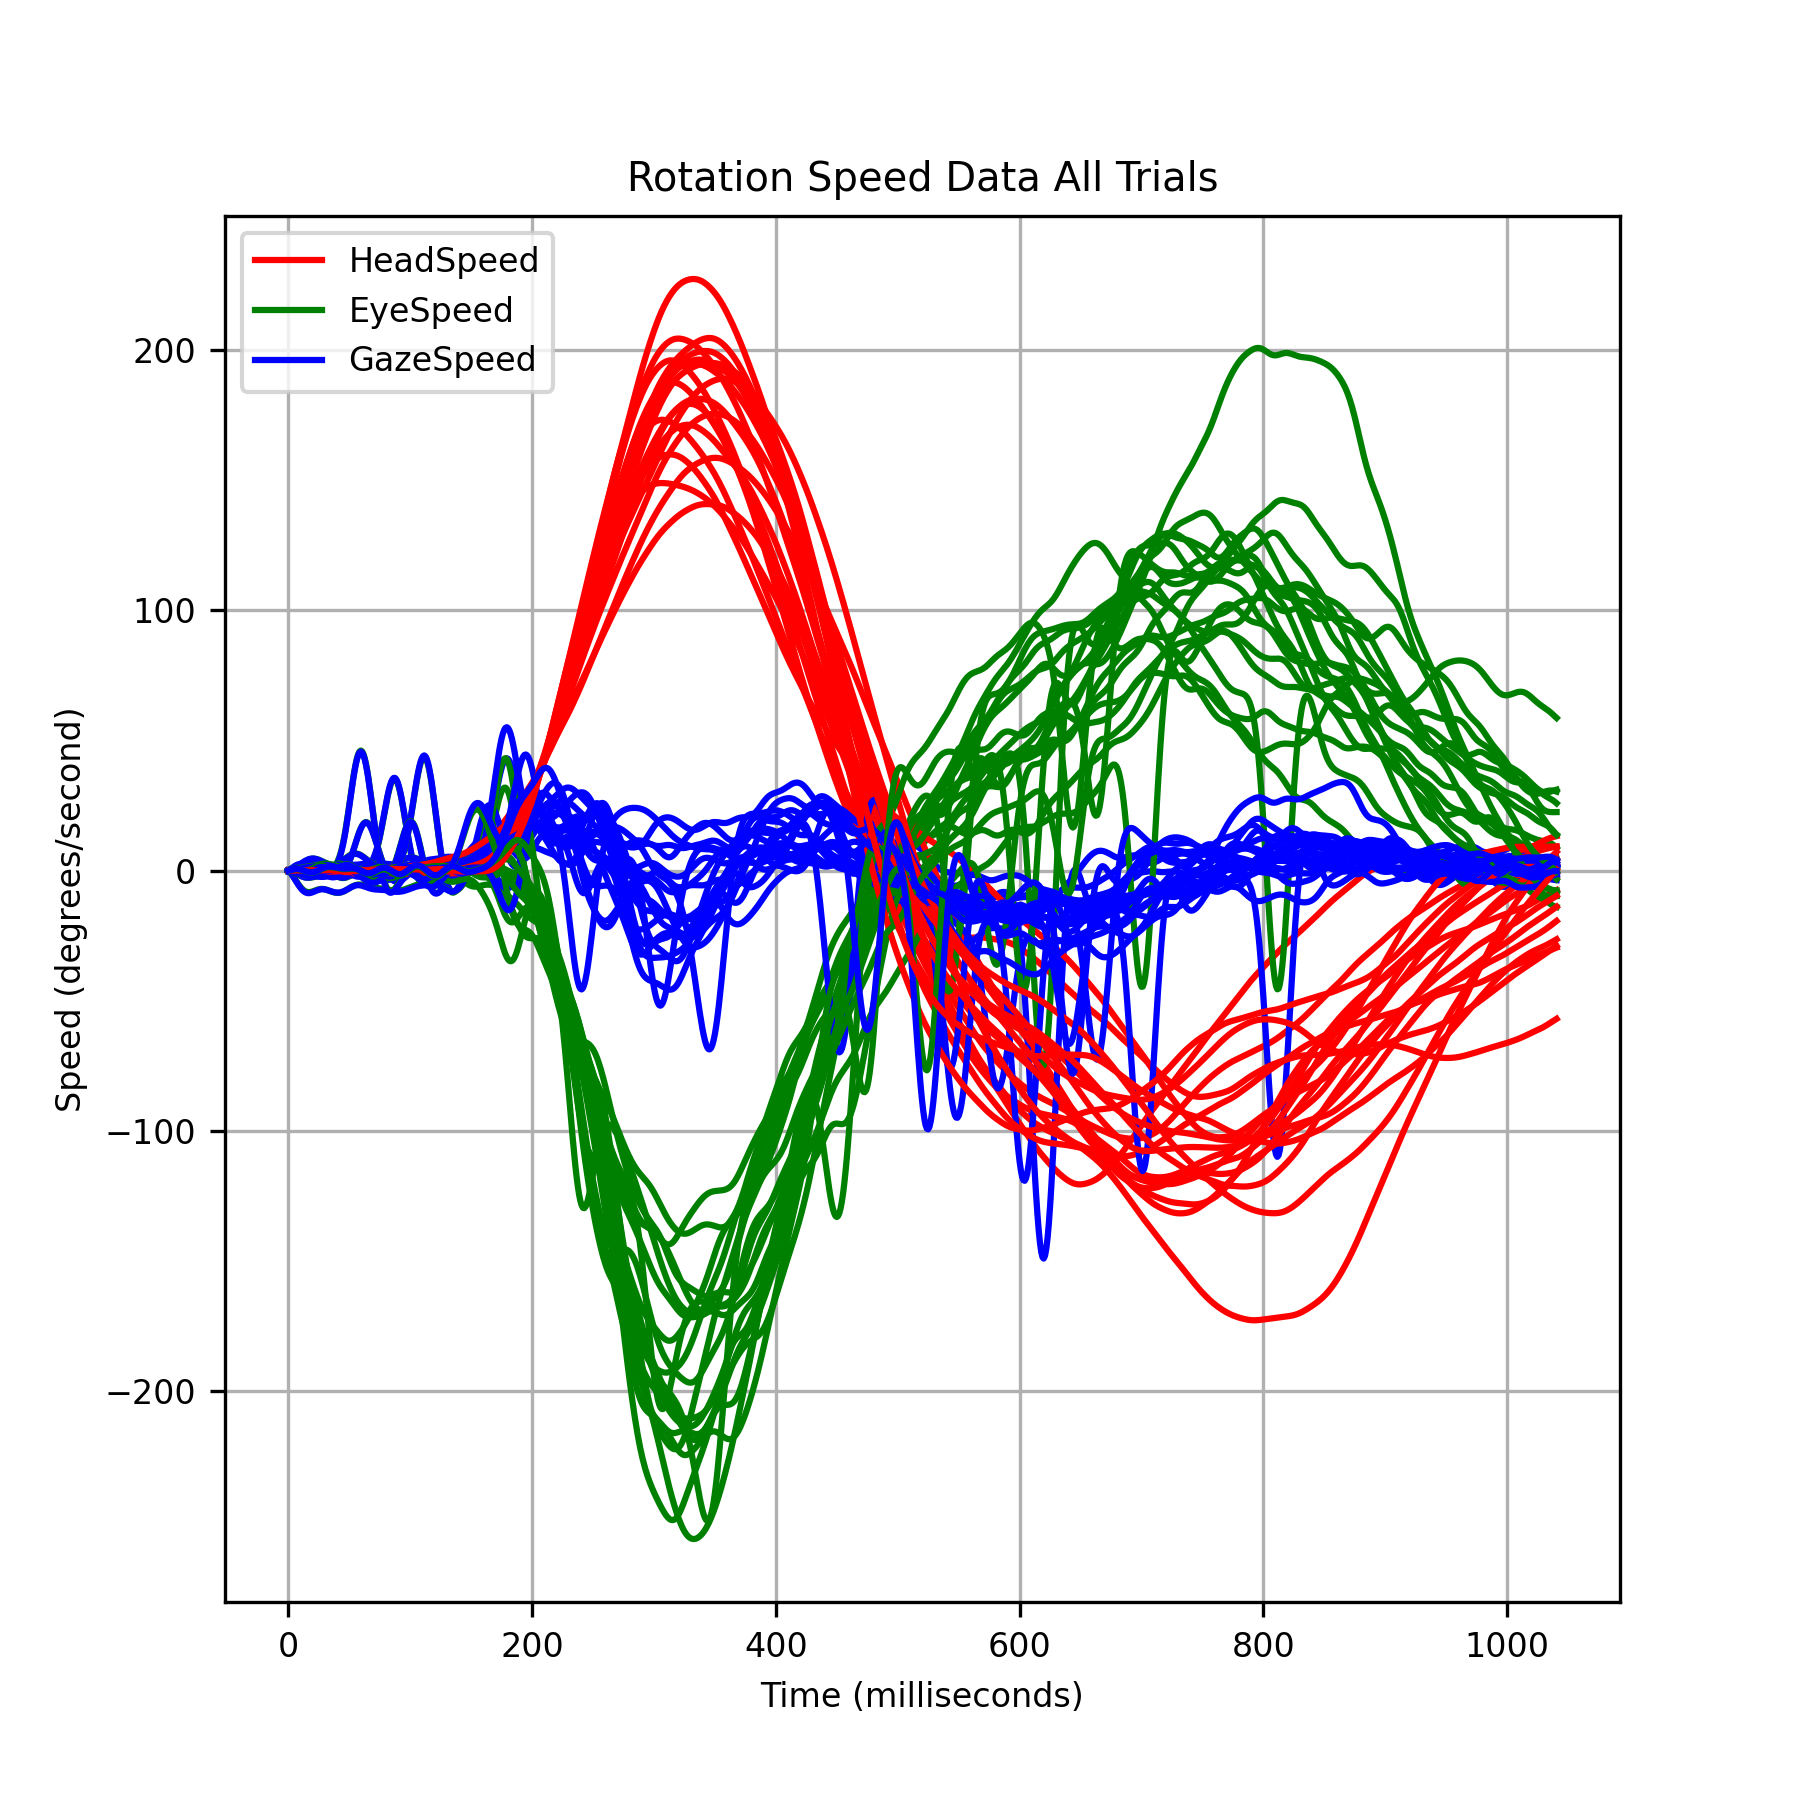 Rotation Speed Data All Trials
HeadSpeed
EyeSpeed
GazeSpeed
200
100
0
−100
−200
Speed (degrees/second)
0 200 400 600 800 1000
Time (milliseconds)